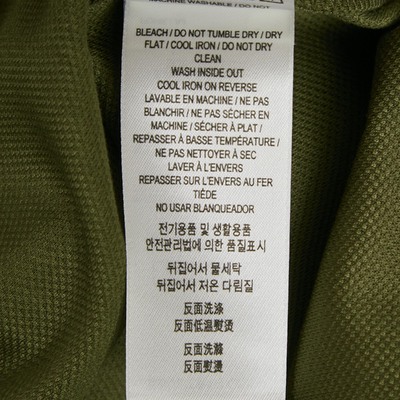 MACHINE WASHABLE / DO NOT
BLEACH / DO NOT TUMBLE DRY / DRY
FLAT / COOL IRON / DO NOT DRY
CLEAN
WASH INSIDE OUT
COOL IRON ON REVERSE
LAVABLE EN MACHINE / NE PAS
BLANCHIR / NE PAS SÉCHER EN
MACHINE / SÉCHER À PLAT /
REPASSER À BASSE TEMPÉRATURE /
NE PAS NETTOYER À SEC
LAVER À L'ENVERS
REPASSER SUR L'ENVERS AU FER
TIÈDE
NO USAR BLANQUEADOR
전기용품 및 생활용품
안전관리법에 의한 품질표시
뒤집어서 물세탁
뒤집어서 저온 다림질
反面洗涤
反面低温熨烫
反面洗滌
反面熨燙